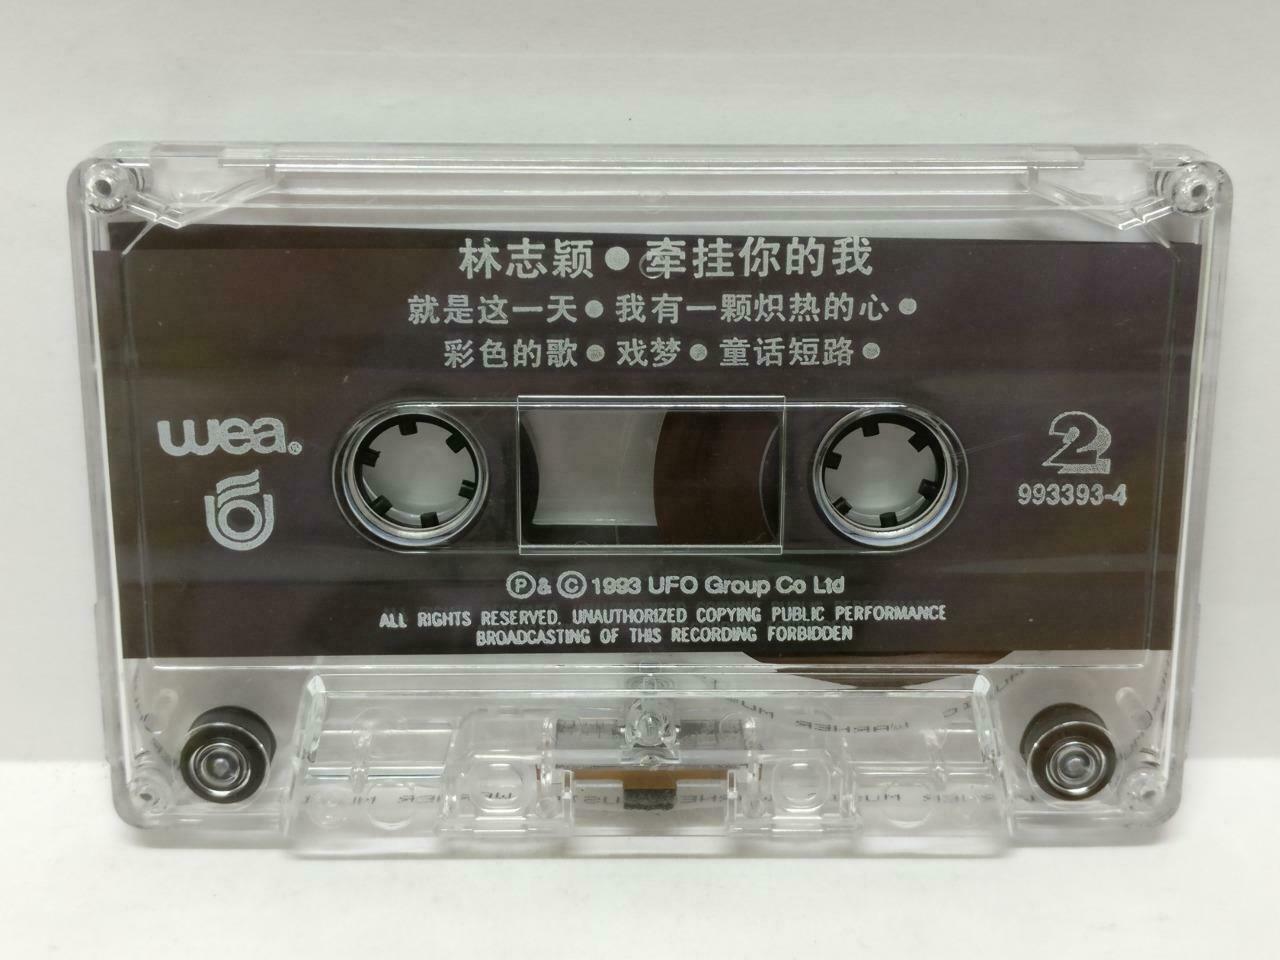 林志颖●牵挂你的我
就是这一天●我有一颗炽热的心●
彩色的歌●戏梦●童话短路●
wea®
2
993393-4
Ⓟ& © 1993 UFO Group Co Ltd
ALL RIGHTS RESERVED. UNAUTHORIZED COPYING PUBLIC PERFORMANCE
BROADCASTING OF THIS RECORDING FORBIDDEN